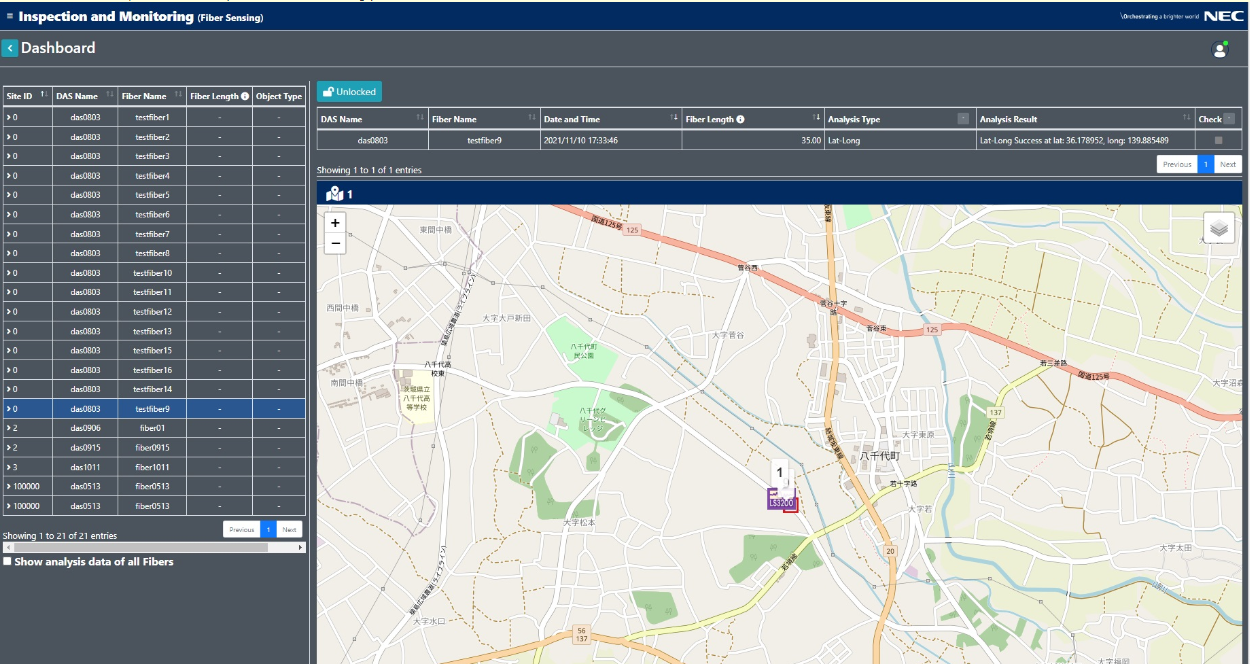 Inspection and Monitoring (Fiber Sensing)
\Orchestrating a brighter world NEC
Dashboard
Site ID DAS Name Fiber Name Fiber Length Object Type
0 das0803 testfiber1 - -
0 das0803 testfiber2 - -
0 das0803 testfiber3 - -
0 das0803 testfiber4 - -
0 das0803 testfiber5 - -
0 das0803 testfiber6 - -
0 das0803 testfiber7 - -
0 das0803 testfiber8 - -
0 das0803 testfiber10 - -
0 das0803 testfiber11 - -
0 das0803 testfiber12 - -
0 das0803 testfiber13 - -
0 das0803 testfiber15 - -
0 das0803 testfiber16 - -
0 das0803 testfiber14 - -
0 das0803 testfiber9 - -
2 das0906 fiber01 - -
2 das0915 fiber0915 - -
3 das1011 fiber1011 - -
100000 das0513 fiber0513 - -
100000 das0513 fiber0513 - -
Showing 1 to 21 of 21 entries
Previous 1 Next
Show analysis data of all Fibers
Unlocked
DAS Name Fiber Name Date and Time Fiber Length Analysis Type Analysis Result Check
das0803 testfiber9 2021/11/10 17:33:46 35.00 Lat-Long Lat-Long Success at lat: 36.178952, long: 139.885489
Showing 1 to 1 of 1 entries
Previous 1 Next
1
+
−
東間中橋
国道125号
125
菅谷西
西間中橋
大字大戸新田
菅谷十字路
大字菅谷
菅谷東
125
八千代町民公園
若三差路
国道125号
八千代高校東
南間中橋
茨城県立八千代高等学校
八千代グリーンビレッジ
137
大字東原
八千代町
1
若十字路
大字若
大字松本
20
大字太田
大字水口
56
137